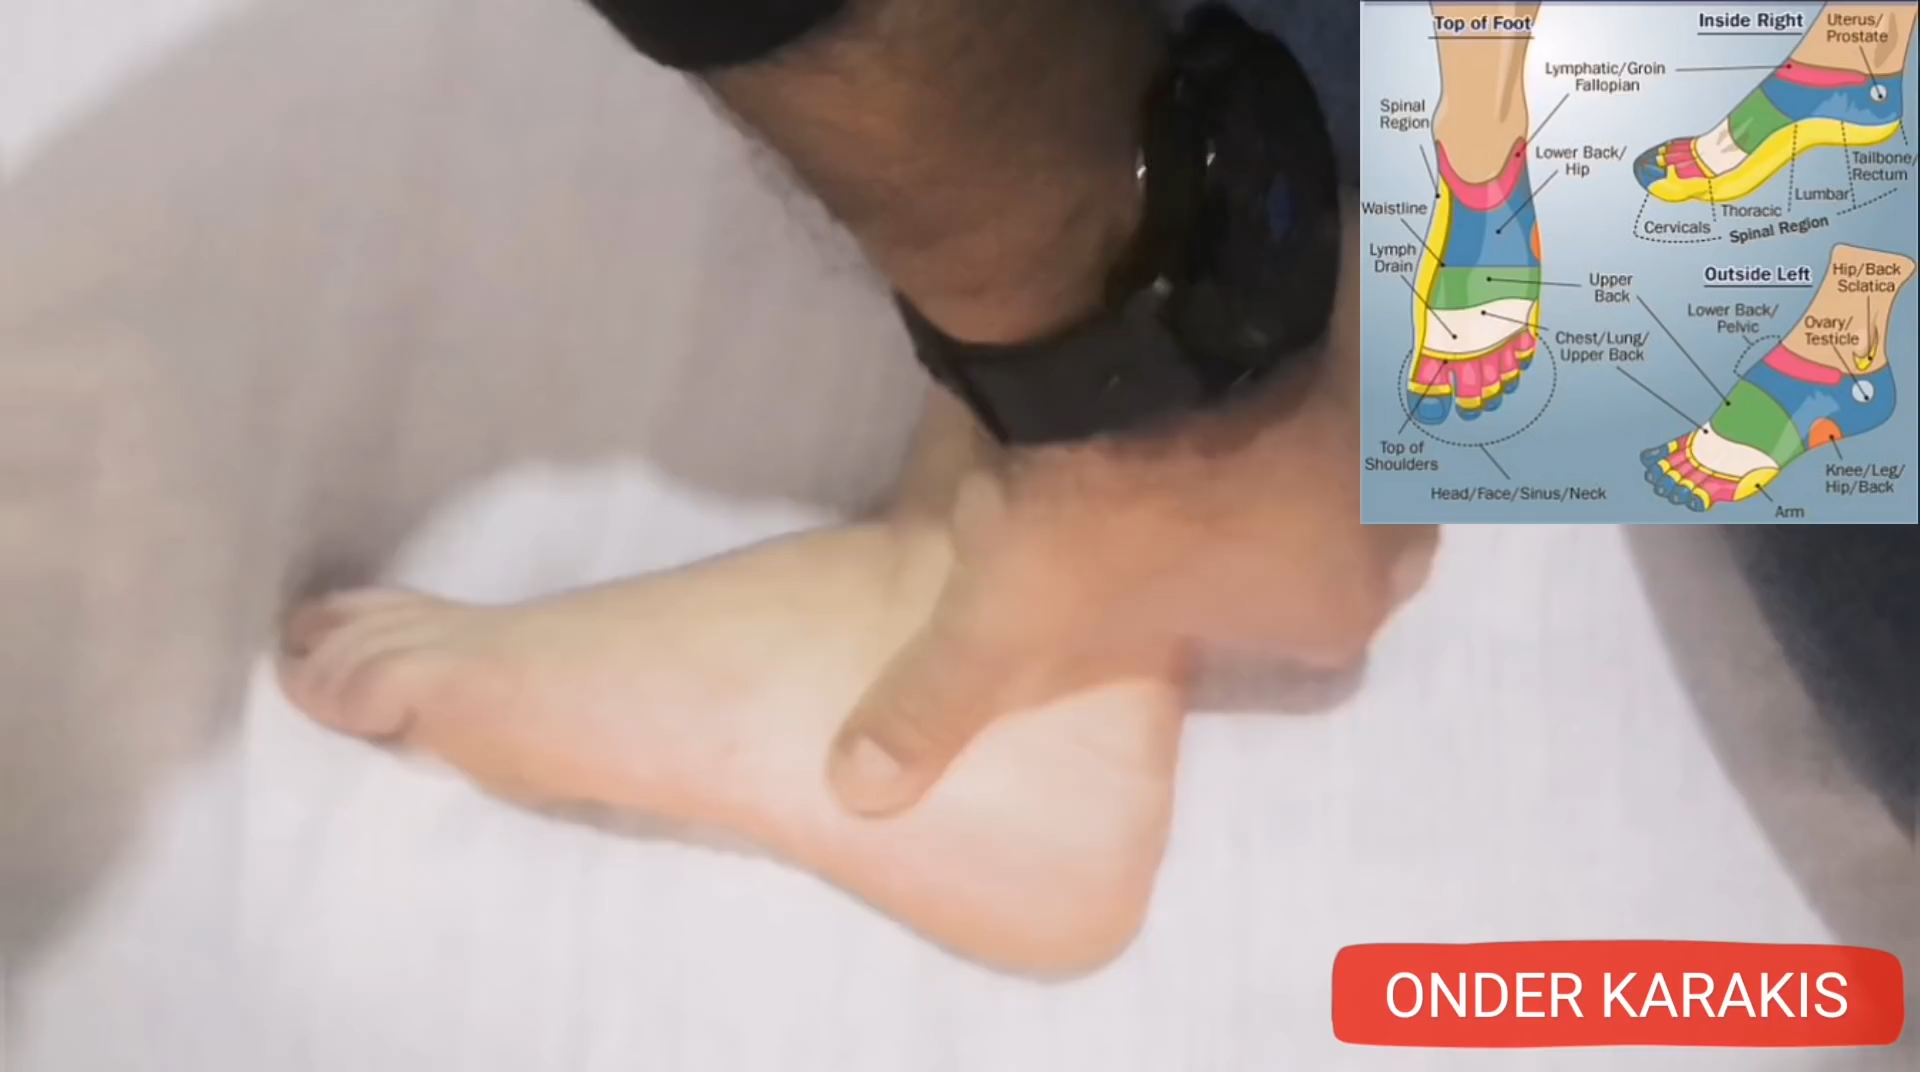 Top of Foot
Inside Right
Uterus/
Prostate
Lymphatic/Groin
Fallopian
Spinal
Region
Lower Back/
Hip
Tailbone/
Rectum
Lumbar
Waistline
Thoracic
Cervicals
Spinal Region
Lymph
Drain
Upper
Back
Outside Left
Hip/Back
Sclatica
Lower Back/
Pelvic
Ovary/
Testicle
Chest/Lung/
Upper Back
Top of
Shoulders
Knee/Leg/
Hip/Back
Head/Face/Sinus/Neck
Arm
ONDER KARAKIS